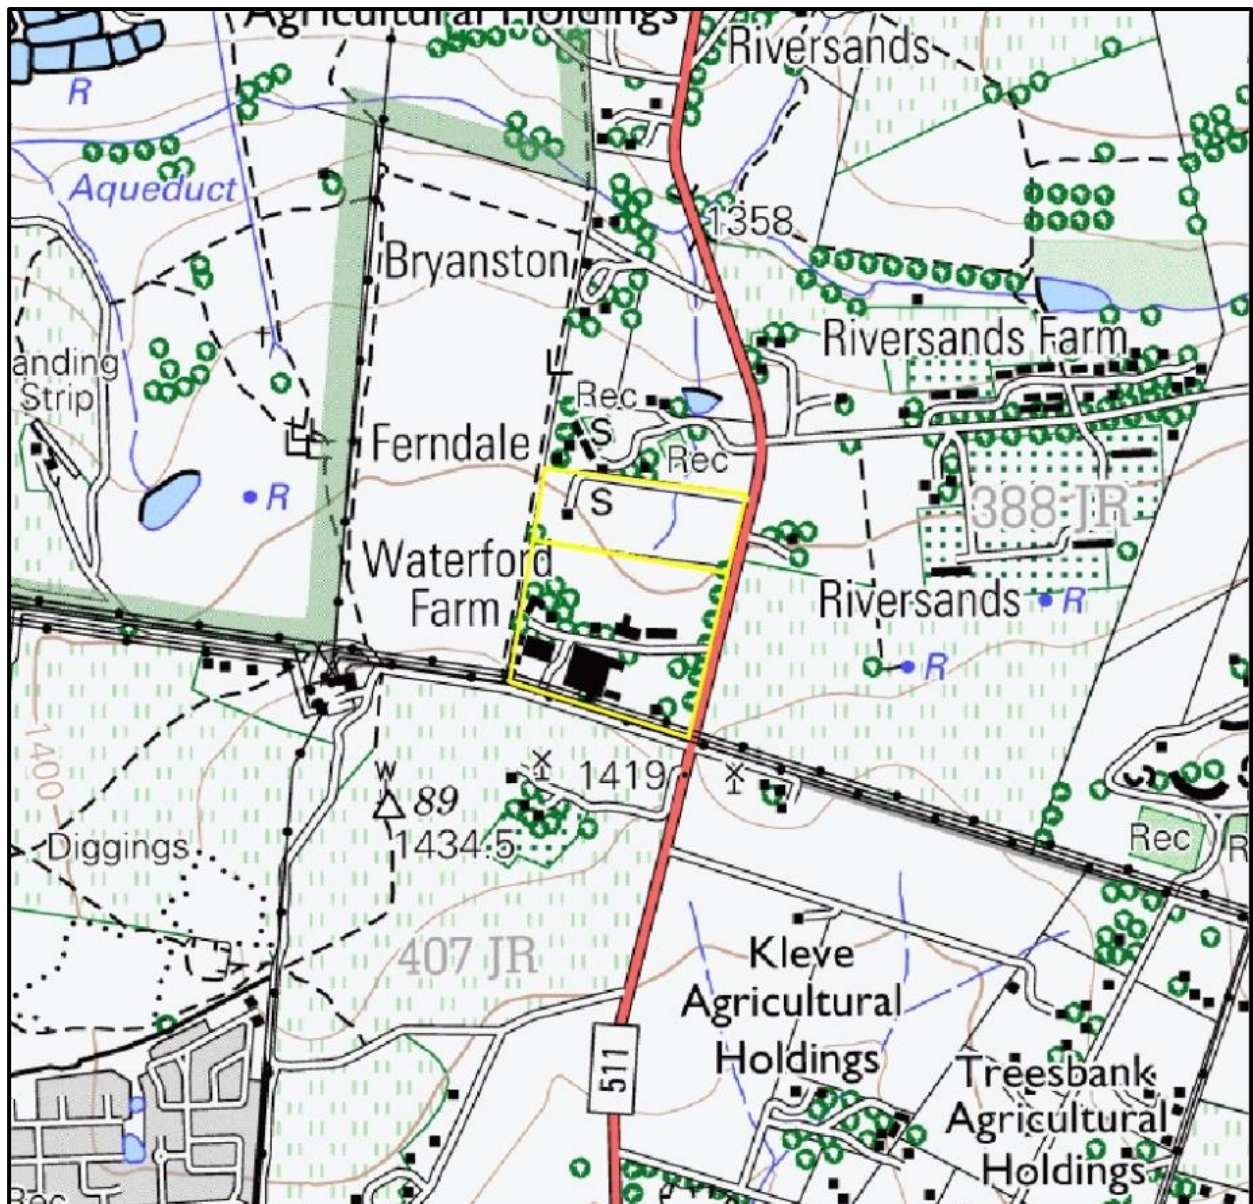 Agricultural Holdings
Riversands
R
Aqueduct
1358
Bryanston
Riversands Farm
anding
Strip
Rec
Ferndale
S
Rec
R
S
388 JR
Waterford
Farm
Riversands
R
R
1400
W
89
1419
1434.5
Diggings
Rec
R
407 JR
Kleve
Agricultural
Holdings
511
Treesbank
Agricultural
Holdings
Rec